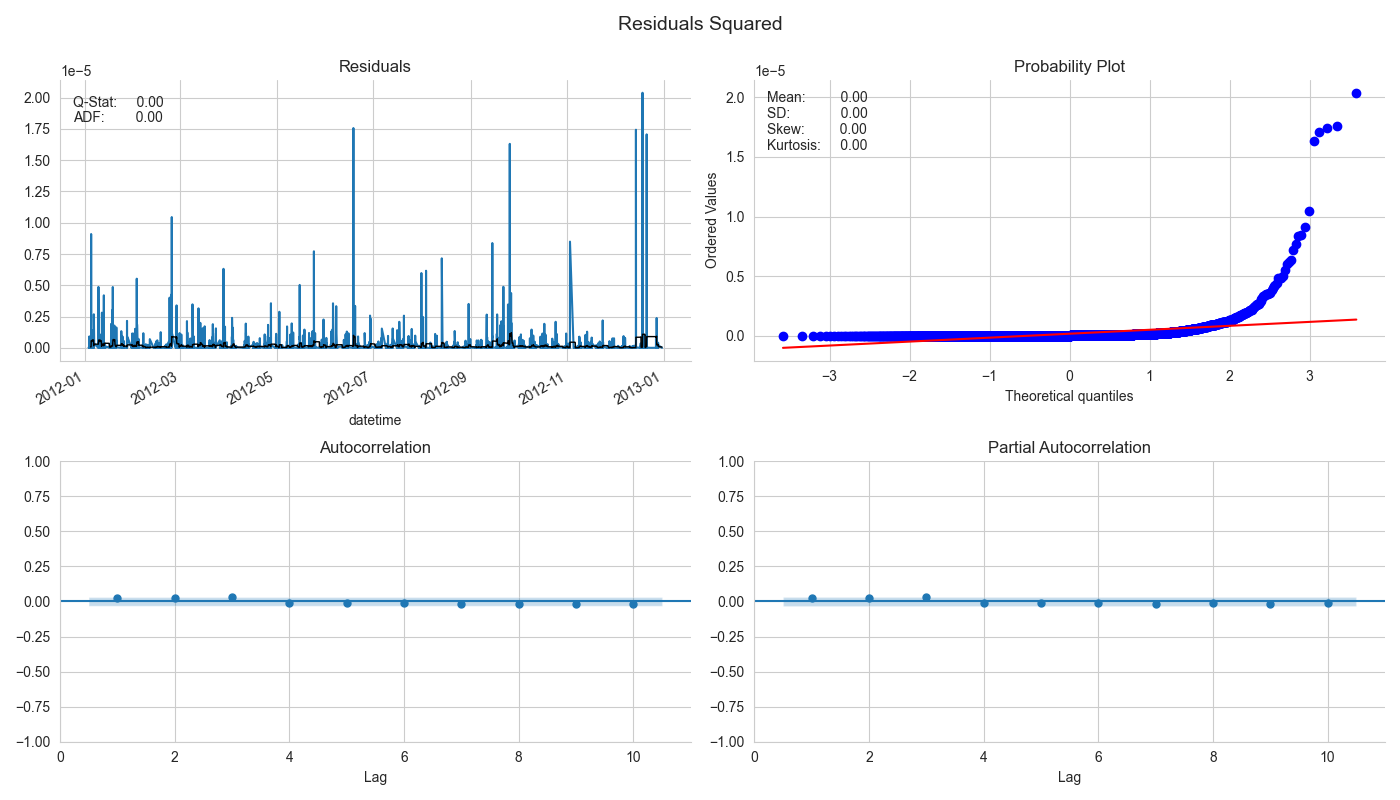 Residuals Squared
Residuals
1e−5
Q-Stat: 0.00
ADF: 0.00
2.00
1.75
1.50
1.25
1.00
0.75
0.50
0.25
0.00
2012-01
2012-03
2012-05
2012-07
2012-09
2012-11
2013-01
datetime
Probability Plot
1e−5
Mean: 0.00
SD: 0.00
Skew: 0.00
Kurtosis: 0.00
Ordered Values
2.0
1.5
1.0
0.5
0.0
−3 −2 −1 0 1 2 3
Theoretical quantiles
Autocorrelation
1.00
0.75
0.50
0.25
0.00
−0.25
−0.50
−0.75
−1.00
0 2 4 6 8 10
Lag
Partial Autocorrelation
1.00
0.75
0.50
0.25
0.00
−0.25
−0.50
−0.75
−1.00
0 2 4 6 8 10
Lag